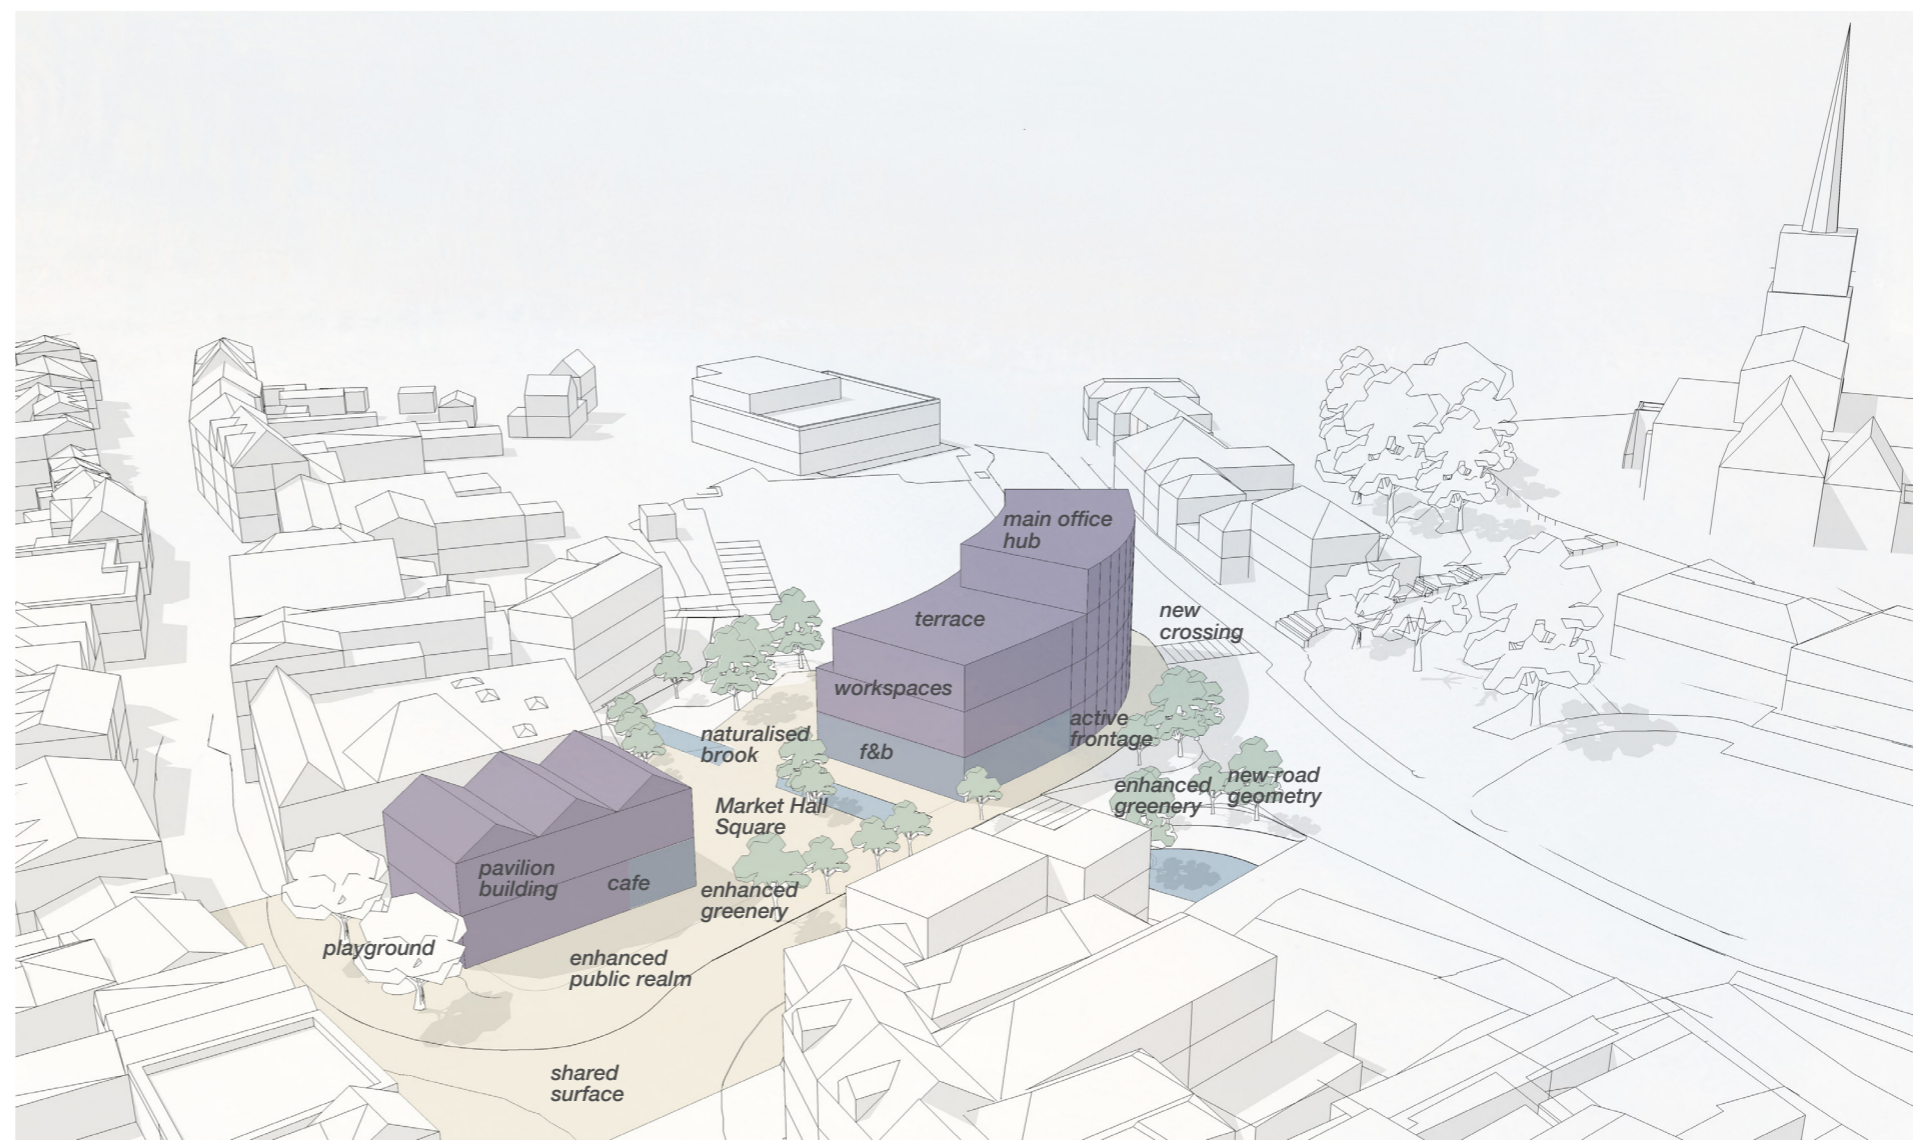 main office
hub
terrace
new
crossing
workspaces
active
frontage
naturalised
brook
f&b
enhanced
greenery
new road
geometry
Market Hall
Square
pavilion
building
cafe
enhanced
greenery
playground
enhanced
public realm
shared
surface